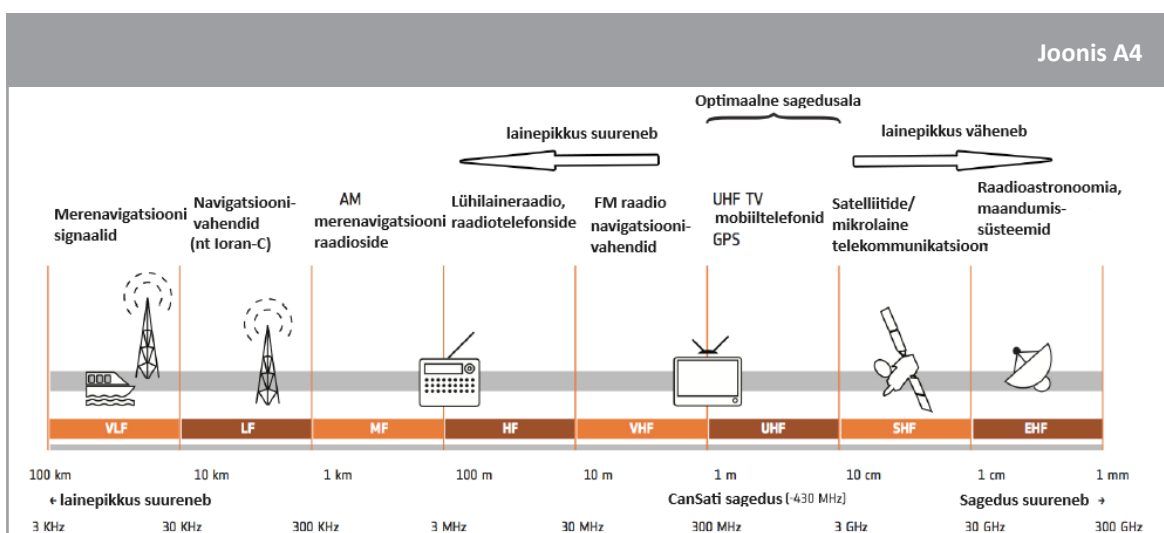 Joonis A4
Optimaalne sagedusala
lainepikkus suureneb
lainepikkus väheneb
Merenavigatsiooni
signaalid
Navigatsiooni-
vahendid
(nt Ioran-C)
AM
merenavigatsiooni
raadioside
Lühilaineraadio,
raadiotelefonside
FM raadio
navigatsiooni-
vahendid
UHF TV
mobiiltelefonid
GPS
Satelliitide/
mikrolaine
telekommunikatsioon
Raadioastronoomia,
maandumis-
süsteemid
VLF LF MF HF VHF UHF SHF EHF
100 km 10 km 1 km 100 m 10 m 1 m 10 cm 1 cm 1 mm
← lainepikkus suureneb CanSati sagedus (-430 MHz) Sagedus suureneb →
3 KHz 30 KHz 300 KHz 3 MHz 30 MHz 300 MHz 3 GHz 30 GHz 300 GHz